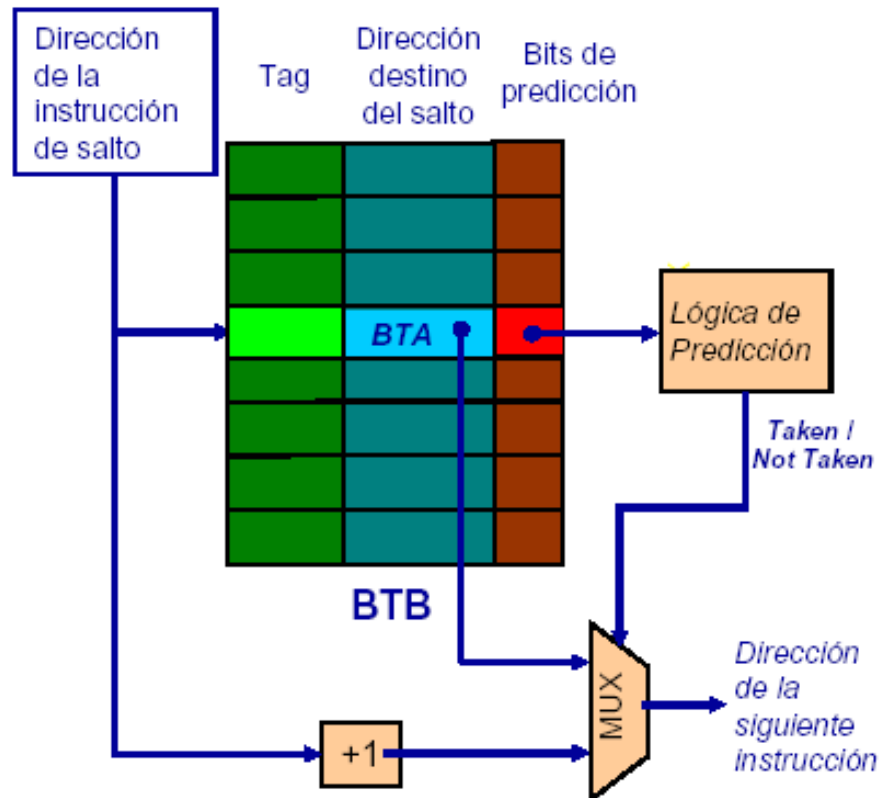 Dirección
de la
instrucción
de salto
Tag
Dirección
destino
del salto
Bits de
predicción
BTA
Lógica de
Predicción
Taken /
Not Taken
BTB
MUX
+1
Dirección
de la
siguiente
instrucción